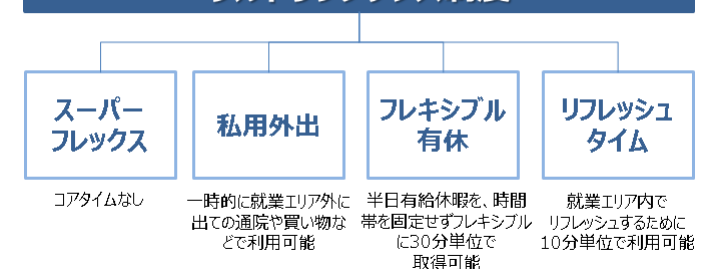 スーパー
フレックス
私用外出
フレキシブル
有休
リフレッシュ
タイム
コアタイムなし
一時的に就業エリア外に
出ての通院や買い物な
どで利用可能
半日有給休暇を、時間
帯を固定せずフレキシブル
に30分単位で
取得可能
就業エリア内で
リフレッシュするために
10分単位で利用可能